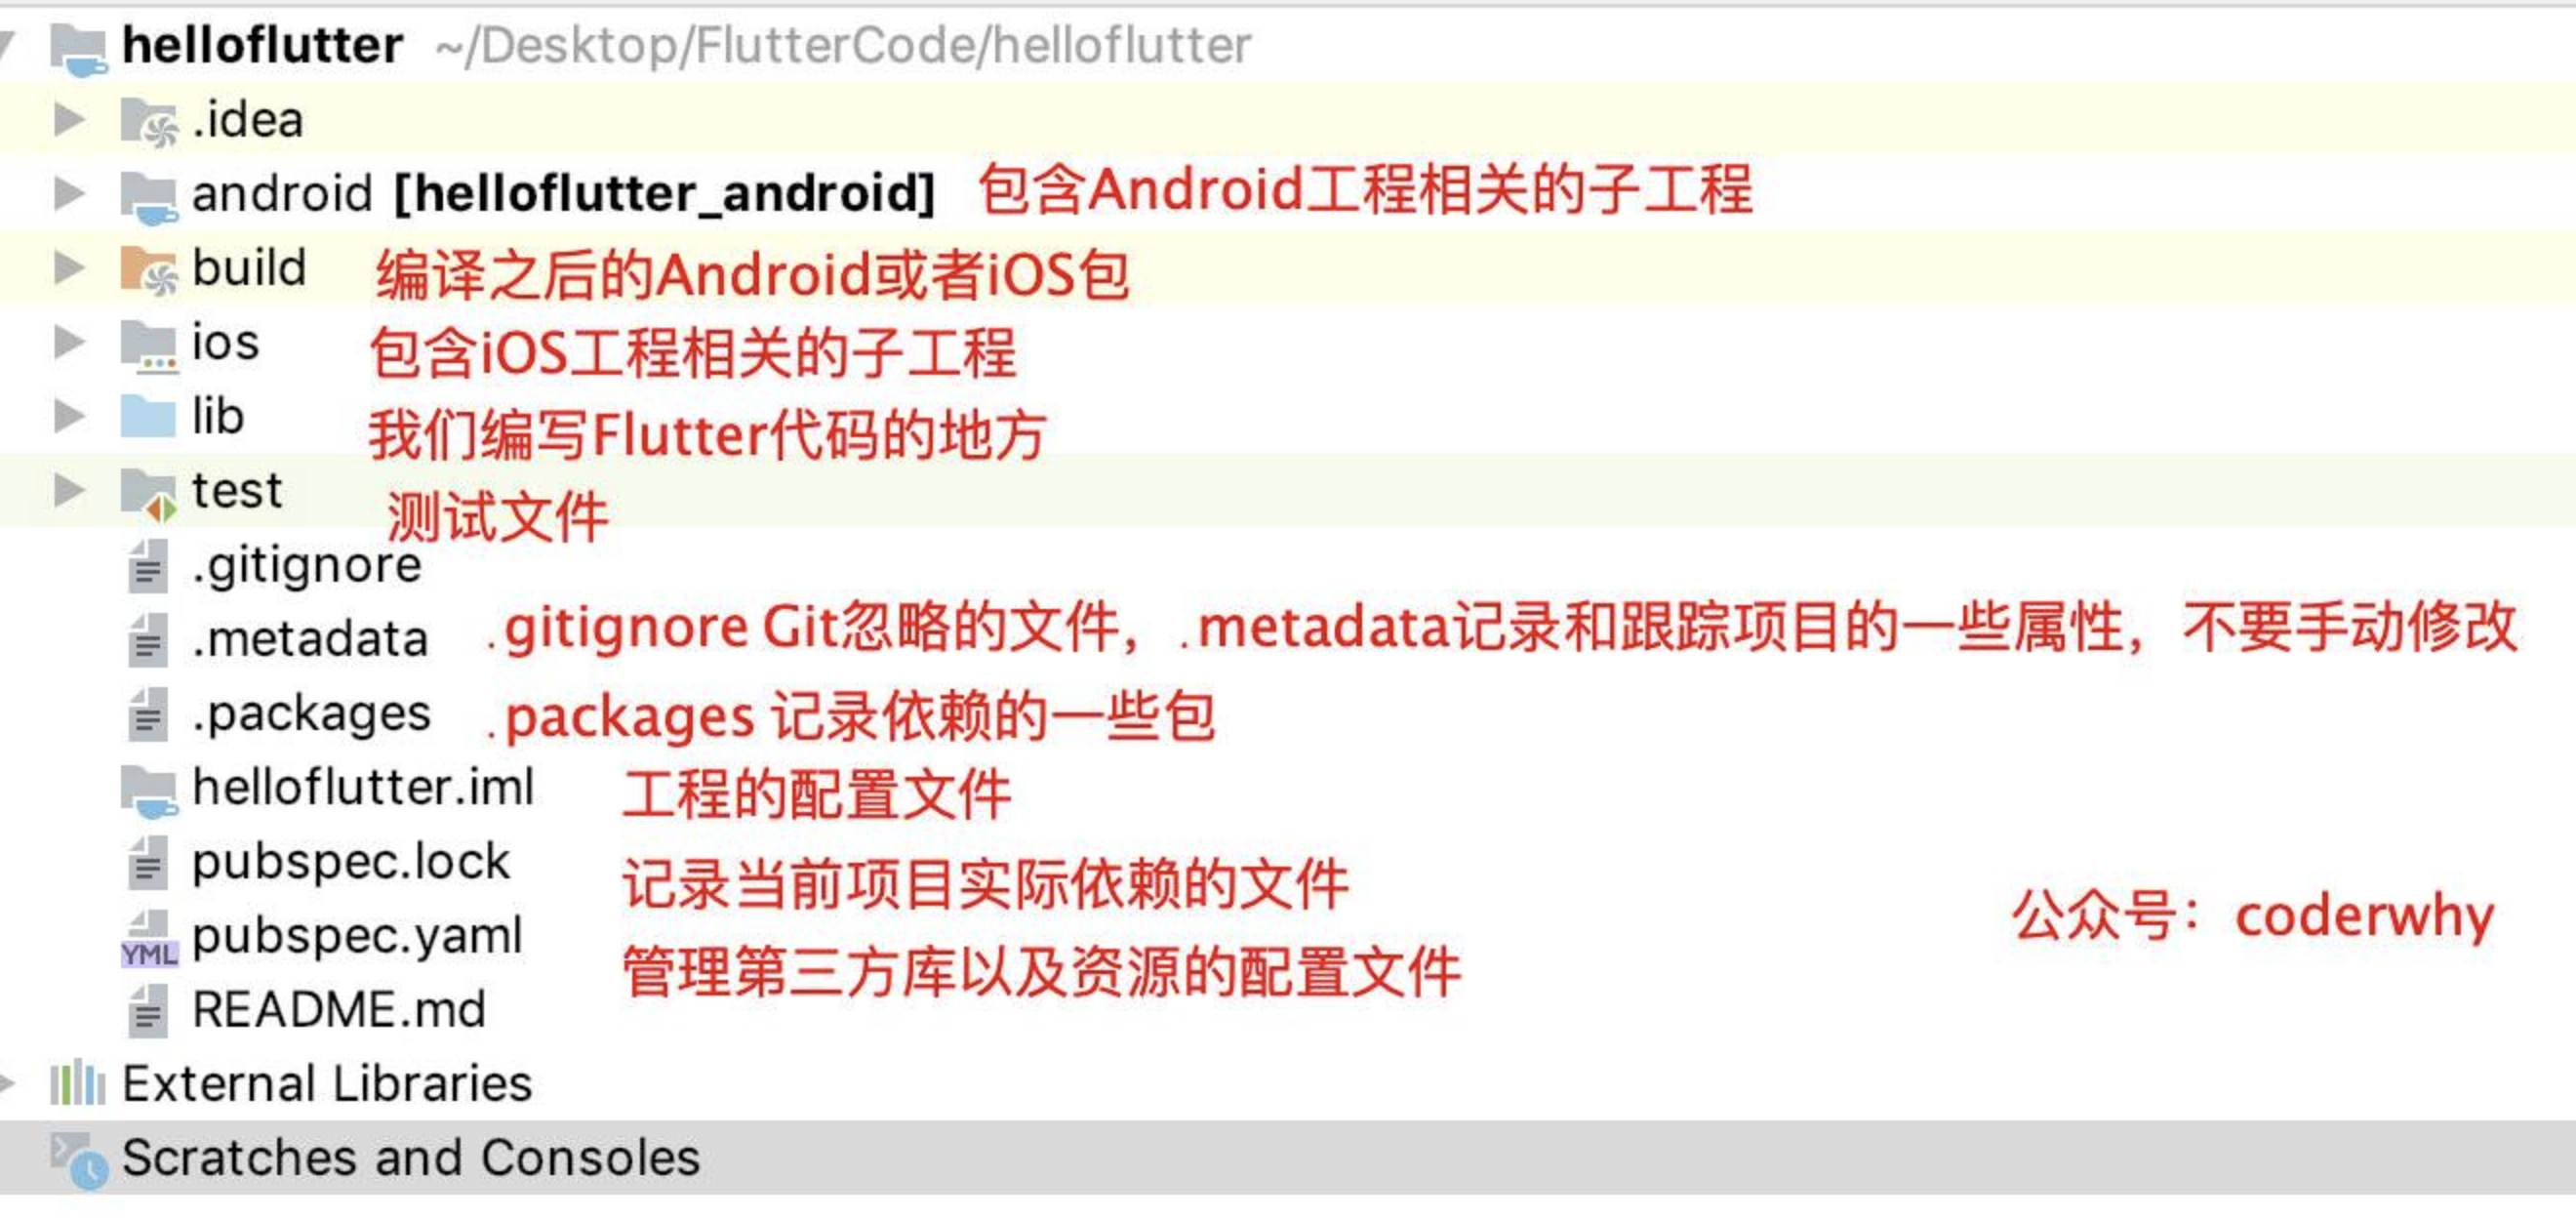 helloflutter ~/Desktop/FlutterCode/helloflutter
.idea
android [helloflutter_android] 包含Android工程相关的子工程
build 编译之后的Android或者iOS包
ios 包含iOS工程相关的子工程
lib 我们编写Flutter代码的地方
test 测试文件
.gitignore
.metadata .gitignore Git忽略的文件，.metadata记录和跟踪项目的一些属性，不要手动修改
.packages .packages 记录依赖的一些包
helloflutter.iml 工程的配置文件
pubspec.lock 记录当前项目实际依赖的文件
公众号：coderwhy
YML pubspec.yaml 管理第三方库以及资源的配置文件
README.md
External Libraries
Scratches and Consoles